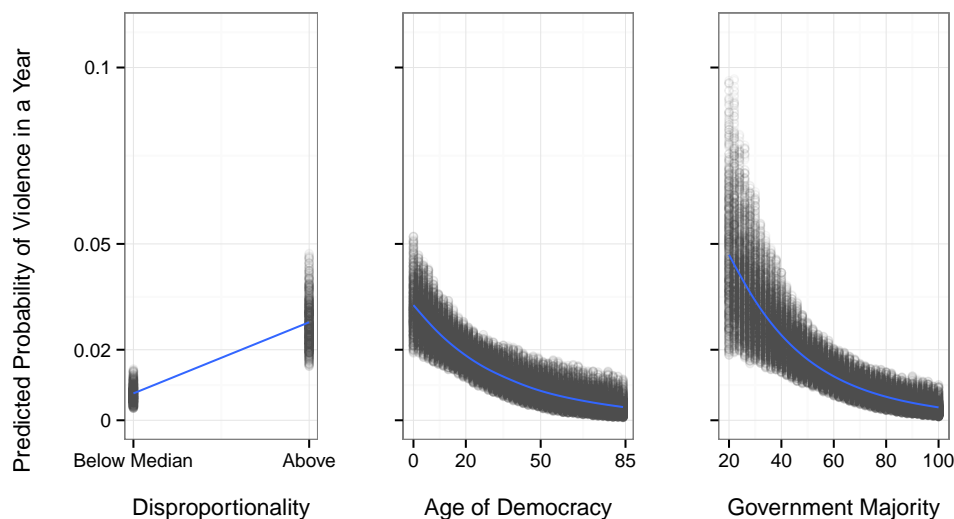 Predicted Probability of Violence in a Year
0.1
0.05
0.02
0
Below Median Above
0 20 50 85
20 40 60 80 100
Disproportionality
Age of Democracy
Government Majority